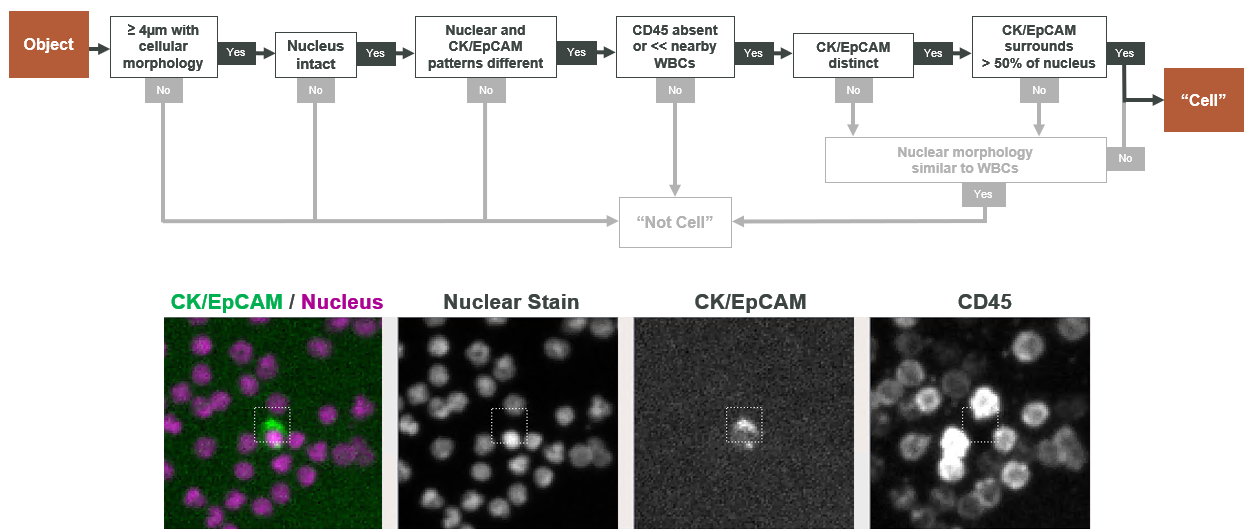 Object
≥ 4µm with
cellular
morphology
Yes
No
Nucleus
intact
Yes
No
Nuclear and
CK/EpCAM
patterns different
Yes
No
CD45 absent
or << nearby
WBCs
Yes
No
CK/EpCAM
distinct
Yes
No
CK/EpCAM
surrounds
> 50% of nucleus
Yes
No
“Cell”
Nuclear morphology
similar to WBCs
No
Yes
“Not Cell”
CK/EpCAM / Nucleus
Nuclear Stain
CK/EpCAM
CD45